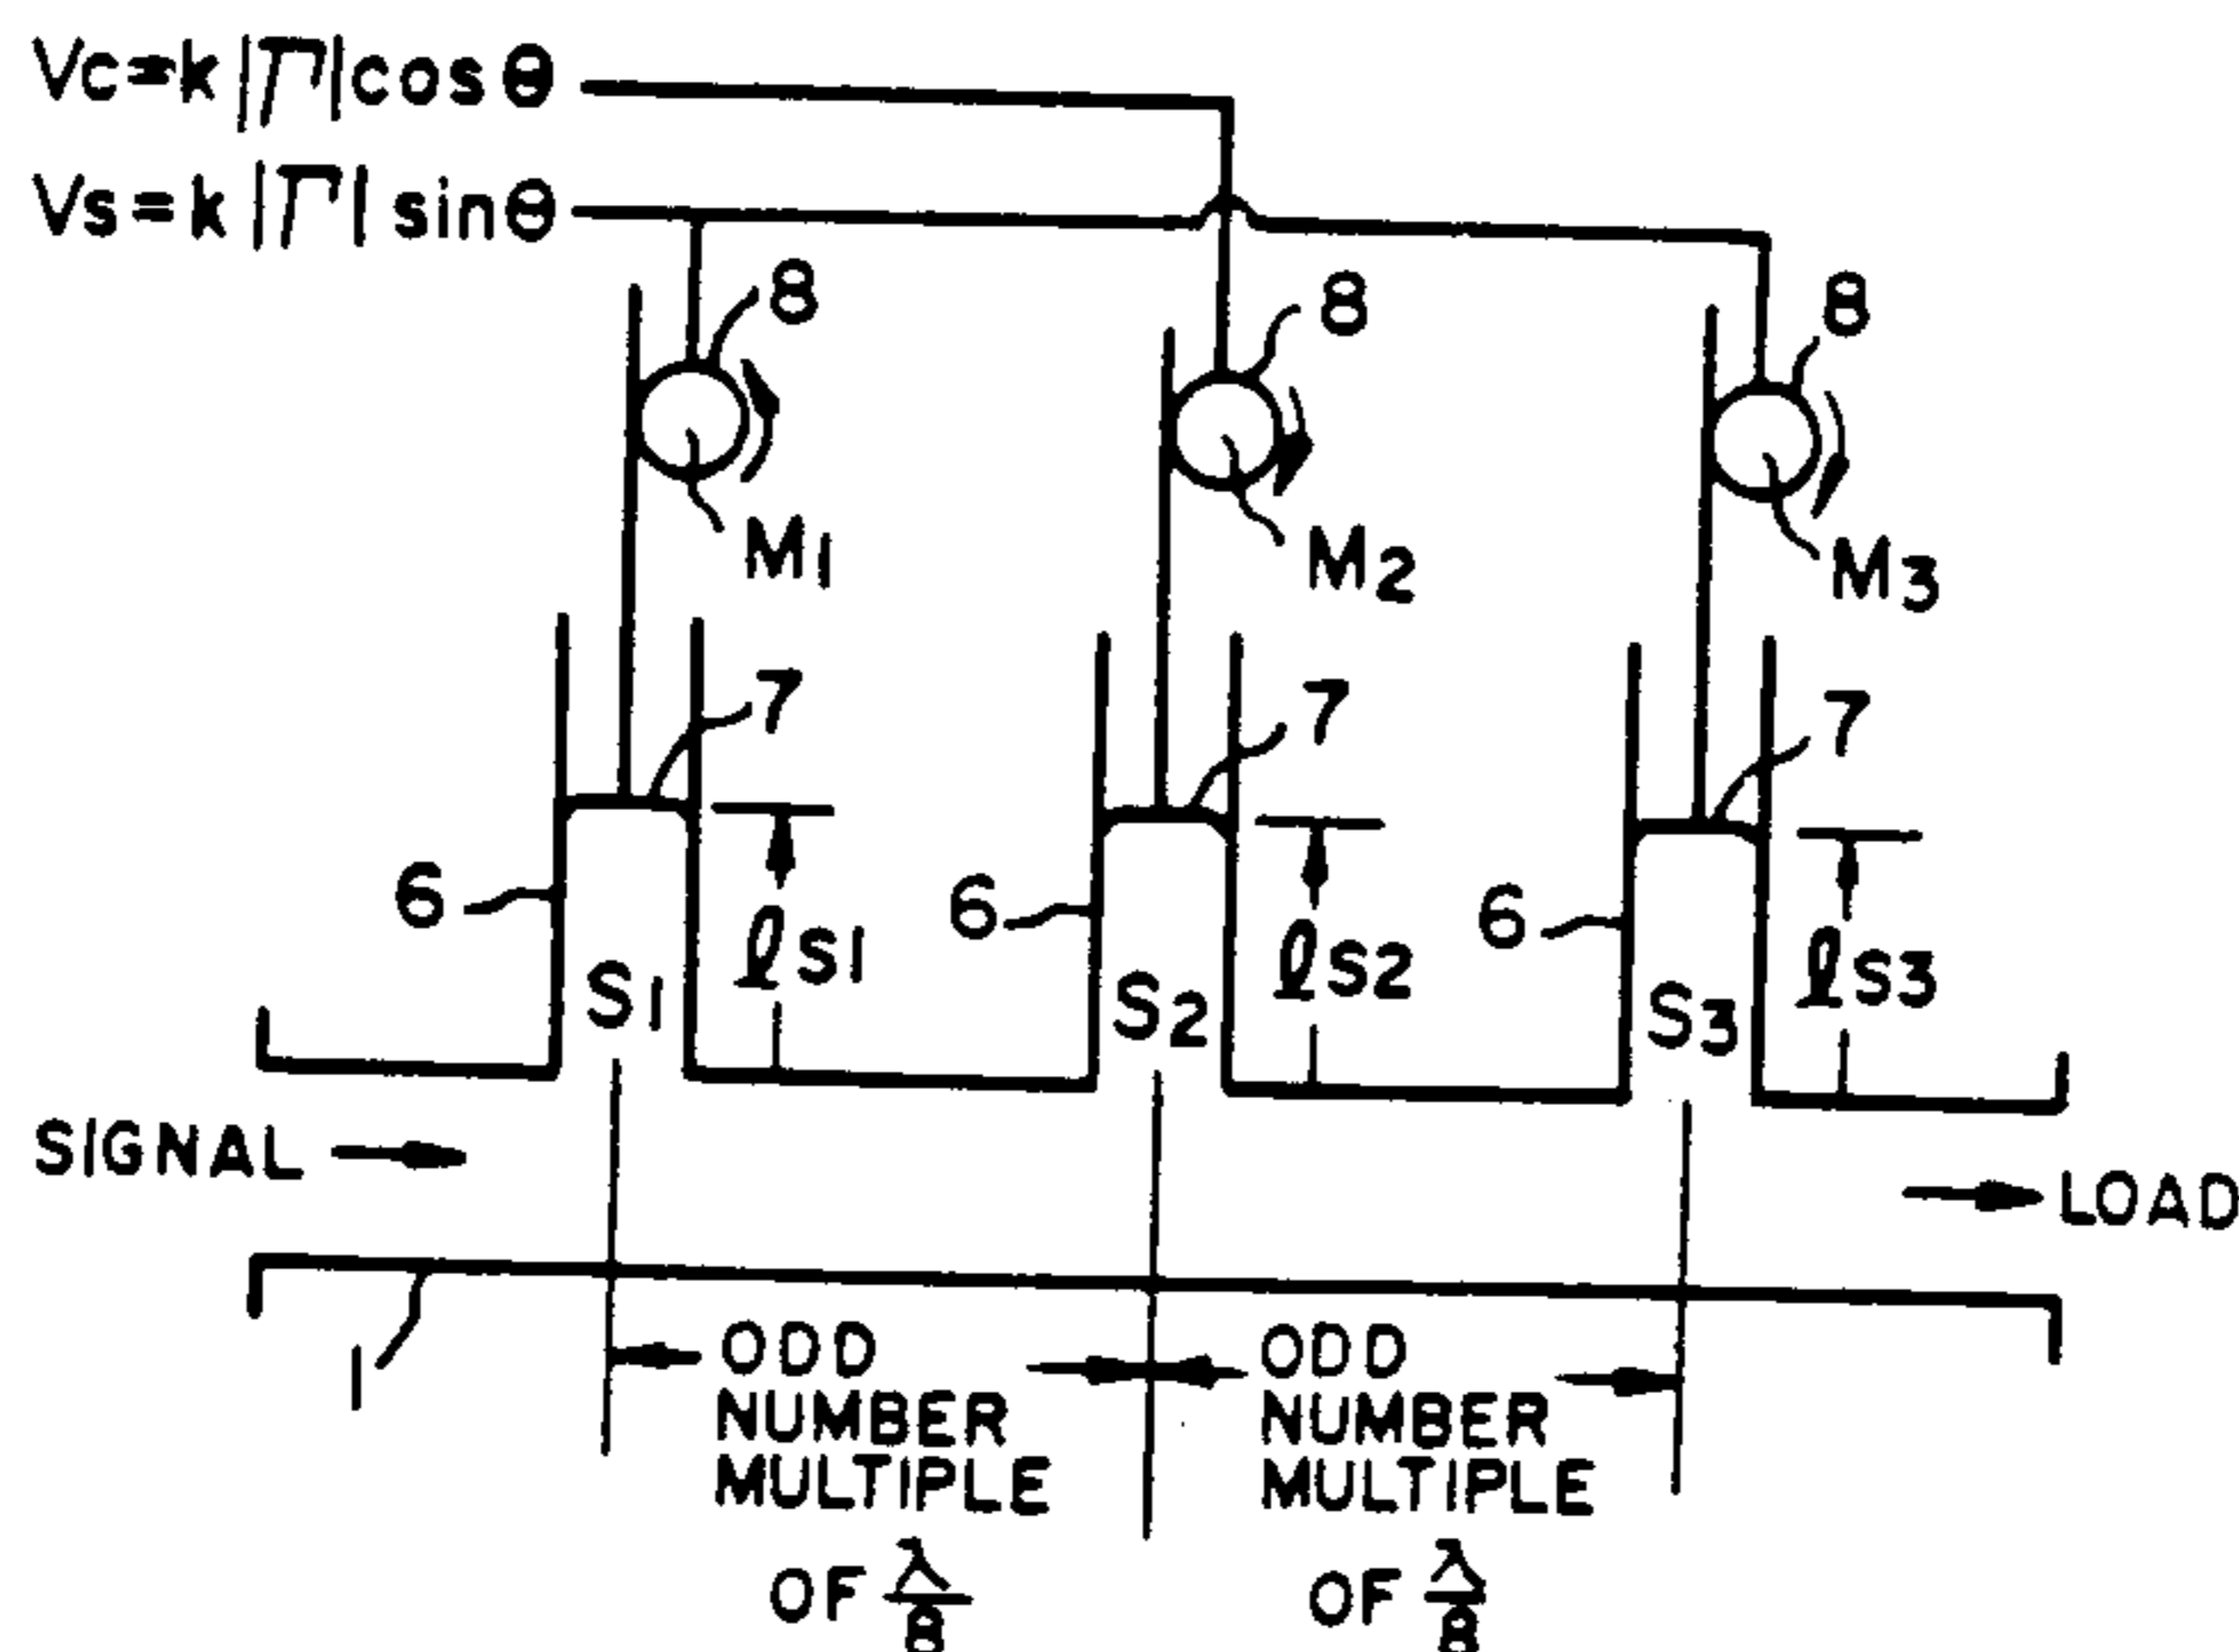 Vc=k|Γ|cosθ
Vs=k|Γ|sinθ
8 8 8
M1 M2 M3
7 7 7
6 6 6
ℓS1 ℓS2 ℓS3
S1 S2 S3
SIGNAL
LOAD
1
ODD NUMBER MULTIPLE OF λ/8
ODD NUMBER MULTIPLE OF λ/8